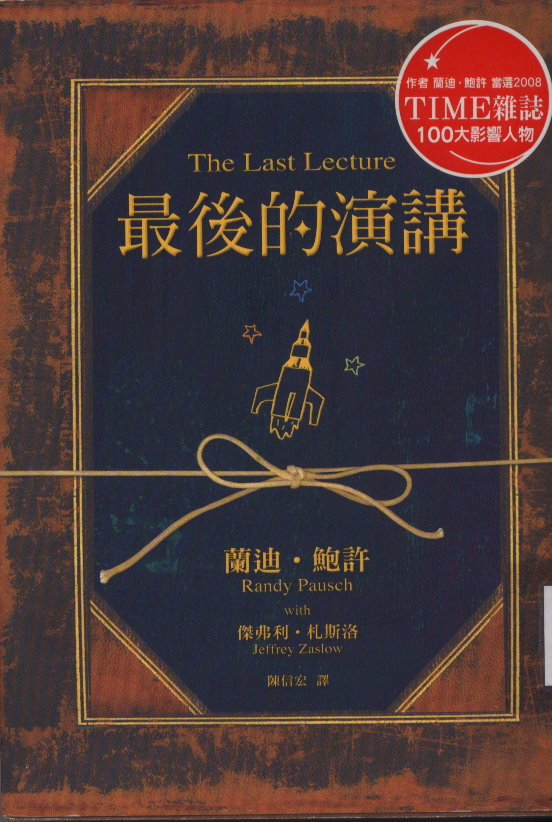 作者 蘭迪・鮑許 當選2008
TIME雜誌
100大影響人物
The Last Lecture
最後的演講
蘭迪・鮑許
Randy Pausch
with
傑弗利・札斯洛
Jeffrey Zaslow
陳信宏 譯